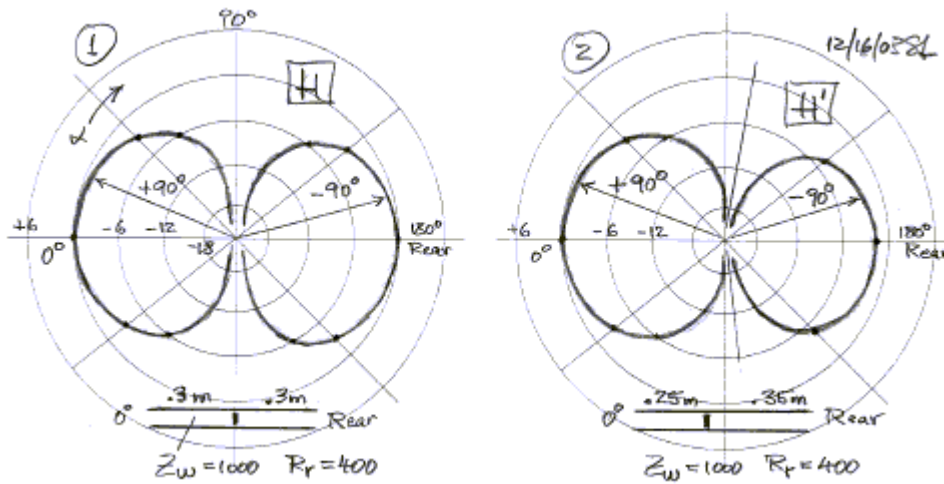 1
90°
H
α
+90°
-90°
+6
-6
-12
-18
0°
180°
Rear
.3m
.3m
0°
Rear
Zw=1000 Rr=400
2
12/16/03 SL
H'
+90°
-90°
+6
-6
-12
0°
180°
Rear
.25m
.35m
0°
Rear
Zw=1000 Rr=400